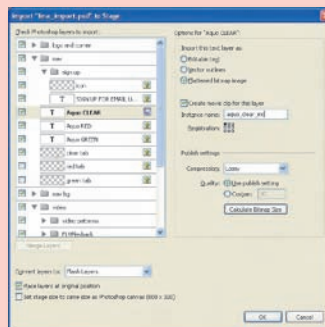 Import "fme_import.psd" to Stage
Check Photoshop layers to import:
logo and corner
nav
sign up
icon
SIGN UP FOR EMAIL U...
Aqua CLEAR
Aqua RED
Aqua GREEN
clear tab
red tab
green tab
nav bg
video
video patterns
FLVPlayback
Merge Layers
Convert layers to: Flash Layers
Place layers at original position
Set stage size to same size as Photoshop canvas
Options for "Aqua CLEAR":
Import this text layer as:
Editable text
Vector outlines
Flattened bitmap image
Create movie clip for this layer
Instance name: aqua_clear_mc
Registration:
Publish settings
Compression: Lossy
Quality: Use publish setting
Custom:
Calculate Bitmap Size
OK
Cancel